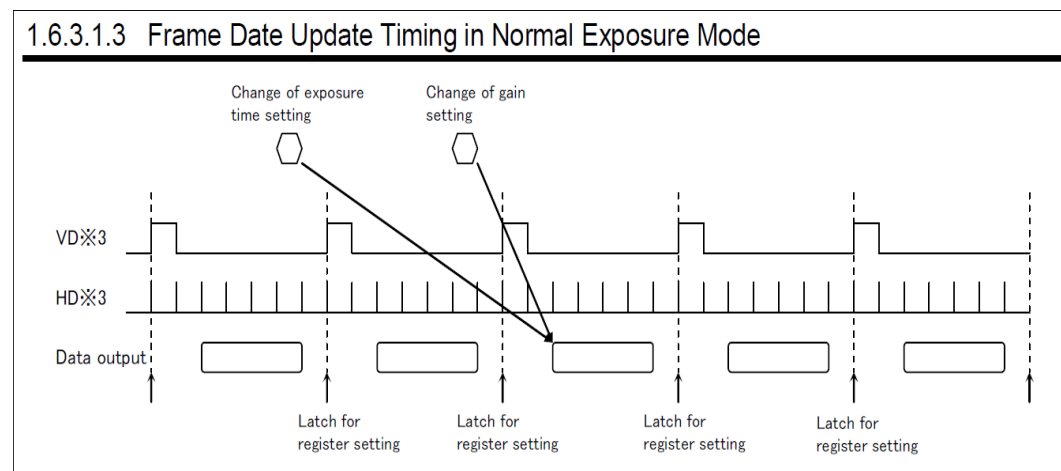 1.6.3.1.3 Frame Date Update Timing in Normal Exposure Mode
Change of exposure
time setting
Change of gain
setting
VD※3
HD※3
Data output
Latch for
register setting
Latch for
register setting
Latch for
register setting
Latch for
register setting